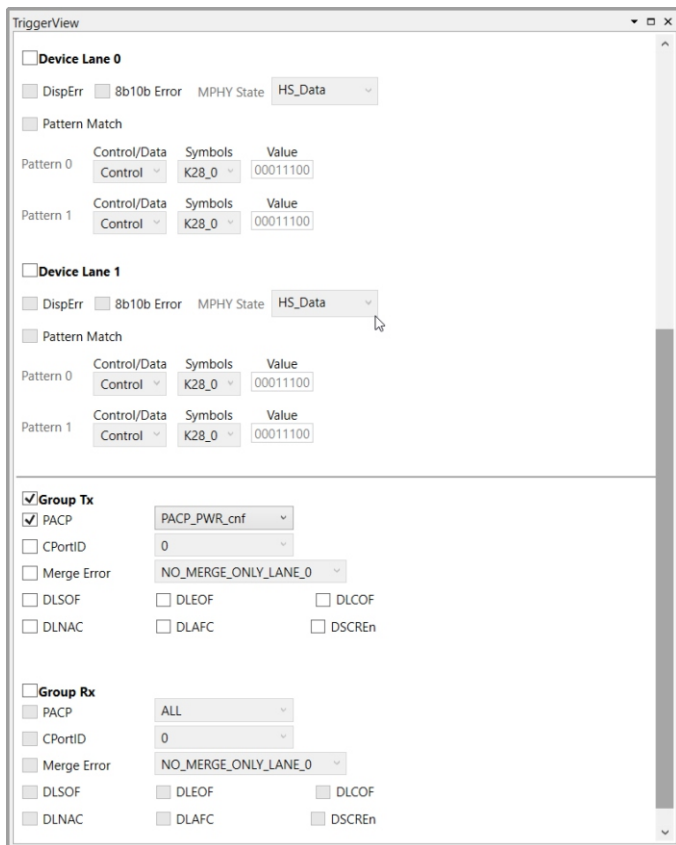 TriggerView
Device Lane 0
DispErr 8b10b Error MPHY State HS_Data
Pattern Match
Control/Data Symbols Value
Pattern 0 Control K28_0 00011100
Control/Data Symbols Value
Pattern 1 Control K28_0 00011100
Device Lane 1
DispErr 8b10b Error MPHY State HS_Data
Pattern Match
Control/Data Symbols Value
Pattern 0 Control K28_0 00011100
Control/Data Symbols Value
Pattern 1 Control K28_0 00011100
Group Tx
PACP PACP_PWR_cnf
CPortID 0
Merge Error NO_MERGE_ONLY_LANE_0
DLSOF DLEOF DLCOF
DLNAC DLAFC DSCREn
Group Rx
PACP ALL
CPortID 0
Merge Error NO_MERGE_ONLY_LANE_0
DLSOF DLEOF DLCOF
DLNAC DLAFC DSCREn